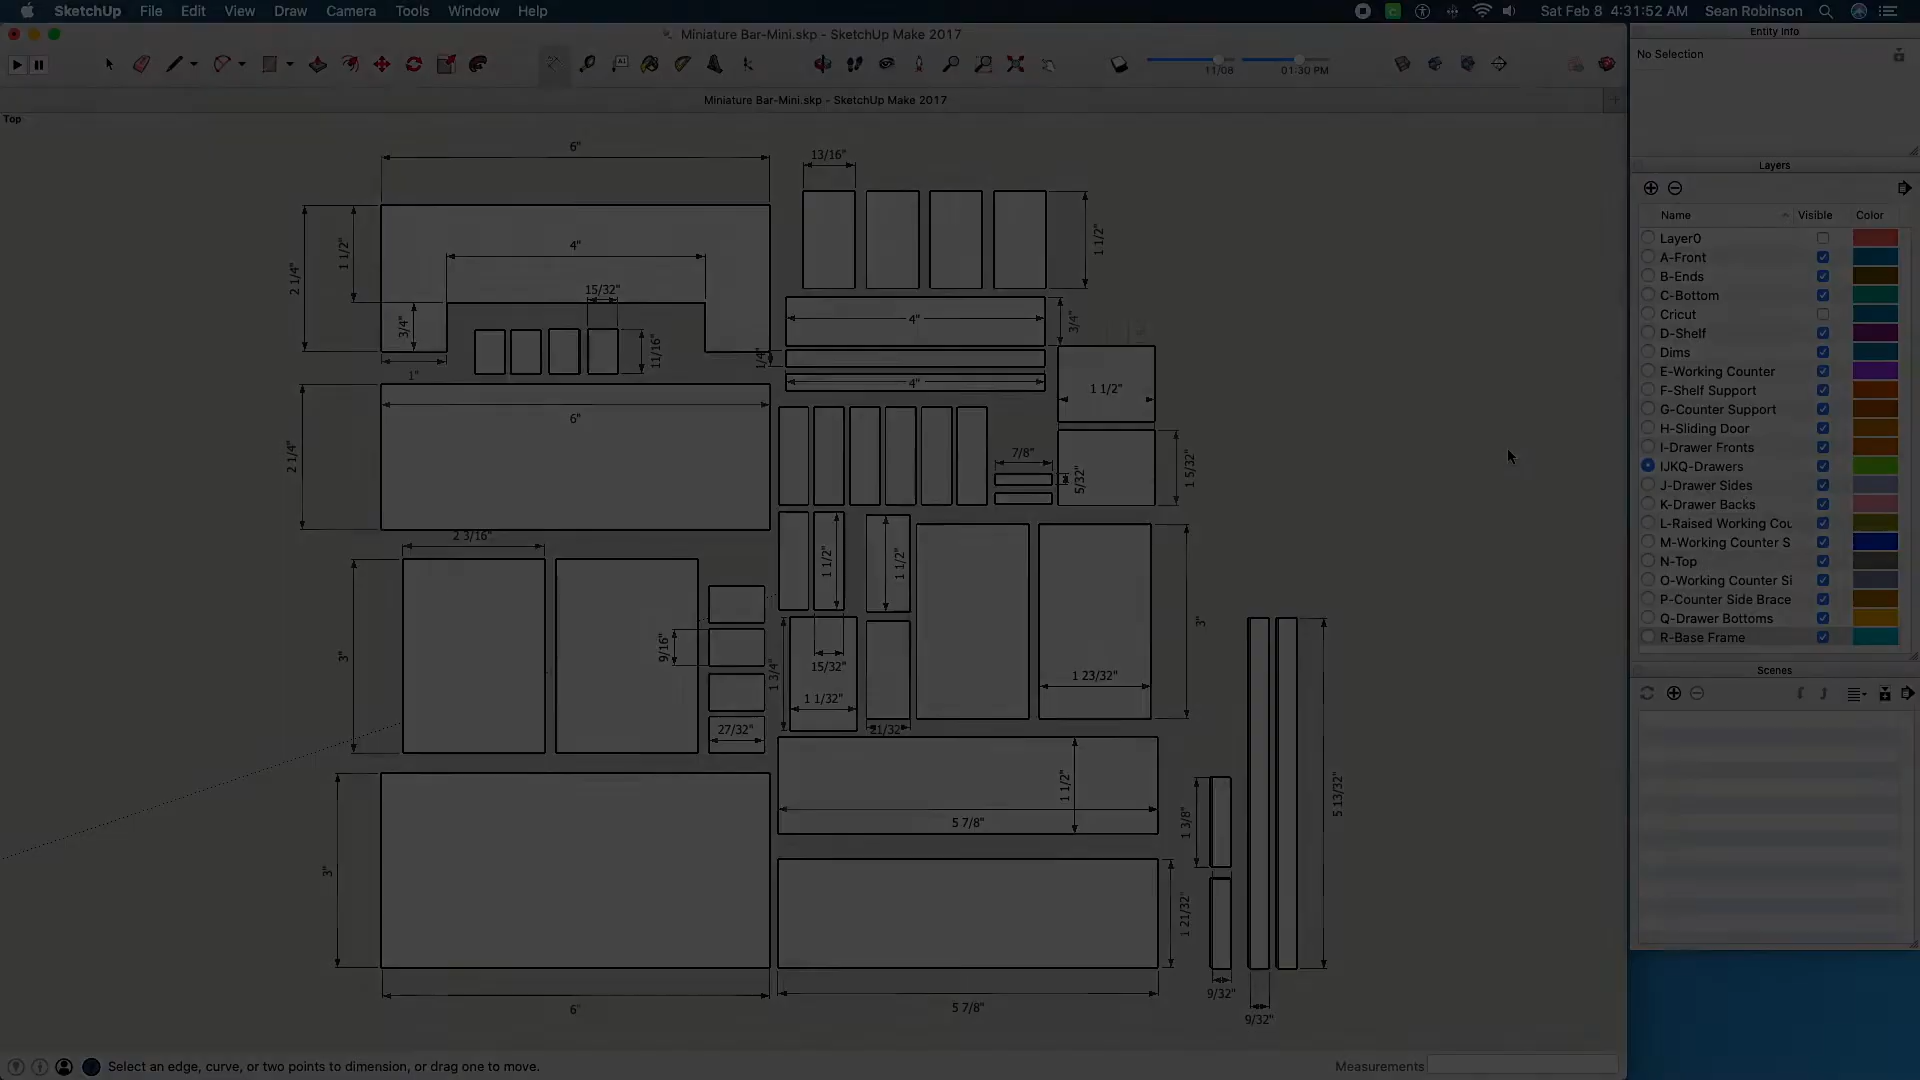 SketchUp File Edit View Draw Camera Tools Window Help
Sat Feb 8 4:31:52 AM Sean Robinson
Miniature Bar-Mini.skp - SketchUp Make 2017
11/08
01:30 PM
Miniature Bar-Mini.skp - SketchUp Make 2017
Top
6"
13/16"
2 1/4"
1 1/2"
4"
1 1/2"
15/32"
3/4"
11/16"
1/4"
4"
3/4"
1"
4"
1 1/2"
6"
2 1/4"
7/8"
5/32"
1 5/32"
2 3/16"
1 1/2"
1 1/2"
3"
9/16"
15/32"
1 3/4"
1 1/32"
1 23/32"
3"
27/32"
21/32"
1 1/2"
5 7/8"
1 3/8"
5 13/32"
3"
1 21/32"
9/32"
6"
5 7/8"
9/32"
Entity Info
No Selection
Layers
Name Visible Color
Layer0
A-Front
B-Ends
C-Bottom
Cricut
D-Shelf
Dims
E-Working Counter
F-Shelf Support
G-Counter Support
H-Sliding Door
I-Drawer Fronts
IJKQ-Drawers
J-Drawer Sides
K-Drawer Backs
L-Raised Working Cou
M-Working Counter S
N-Top
O-Working Counter Si
P-Counter Side Brace
Q-Drawer Bottoms
R-Base Frame
Scenes
Select an edge, curve, or two points to dimension, or drag one to move.
Measurements